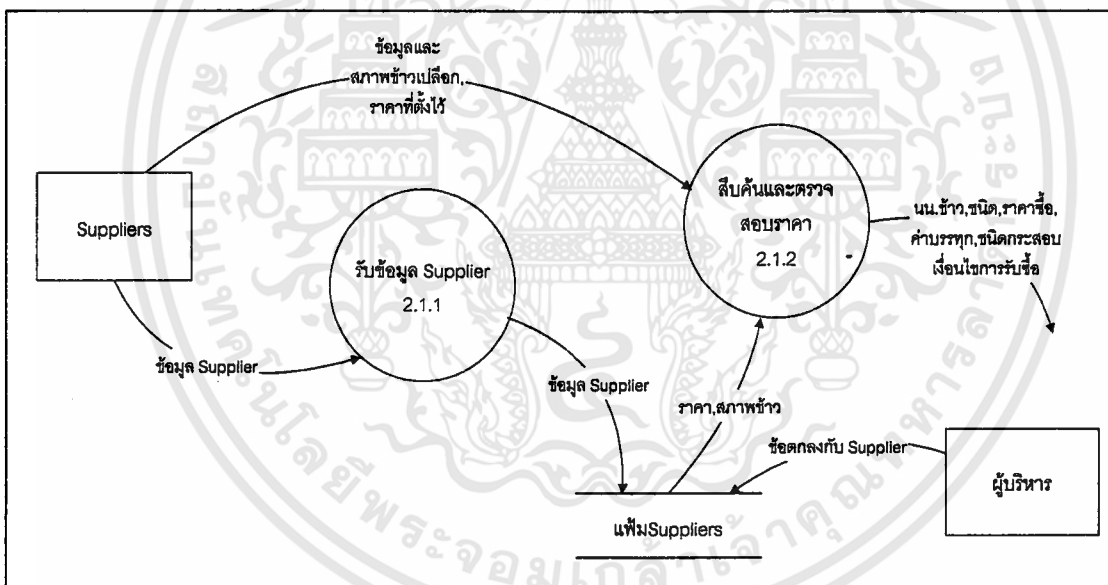 ข้อมูลและ
สภาพข้าวเปลือก,
ราคาที่ตั้งไว้
Suppliers
รับข้อมูล Supplier
2.1.1
สืบค้นและตรวจ
สอบราคา
2.1.2
นน.ข้าว,ชนิด,ราคาซื้อ,
ค่าบรรทุก,ชนิดกระสอบ
เงื่อนไขการรับซื้อ
ข้อมูล Supplier
ข้อมูล Supplier
ราคา,สภาพข้าว
ข้อตกลงกับ Supplier
ผู้บริหาร
แฟ้มSuppliers